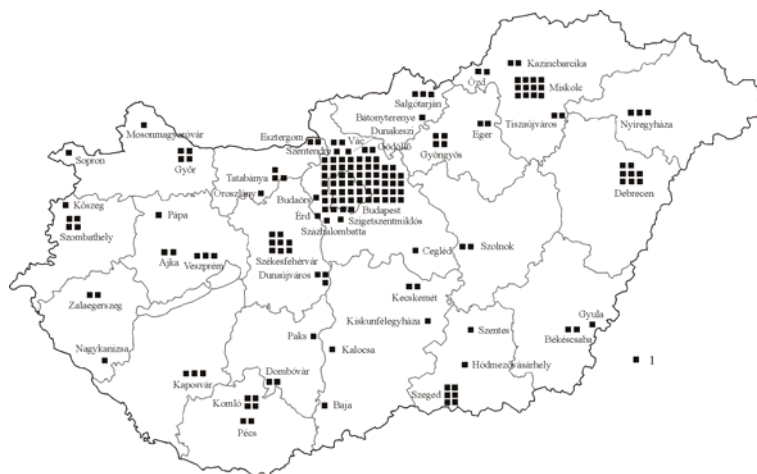 Kazincbarcika
Ózd
Miskolc
Salgótarján
Bátonyterenye
Dunakeszi
Mosonmagyaróvár
Esztergom
Vác
Eger
Tiszaújváros
Nyíregyháza
Szentendre
Gödöllő
Gyöngyös
Sopron
Győr
Tatabánya
Oroszlány
Debrecen
Kőszeg
Pápa
Budaörs
Budapest
Érd
Szigetszentmiklós
Szombathely
Százhalombatta
Ajka
Veszprém
Székesfehérvár
Cegléd
Szolnok
Dunaújváros
Zalaegerszeg
Kecskemét
Gyula
Kiskunfélegyháza
Paks
Szentes
Békéscsaba
Nagykanizsa
Kalocsa
1
Kaposvár
Dombóvár
Hódmezővásárhely
Szeged
Komló
Baja
Pécs